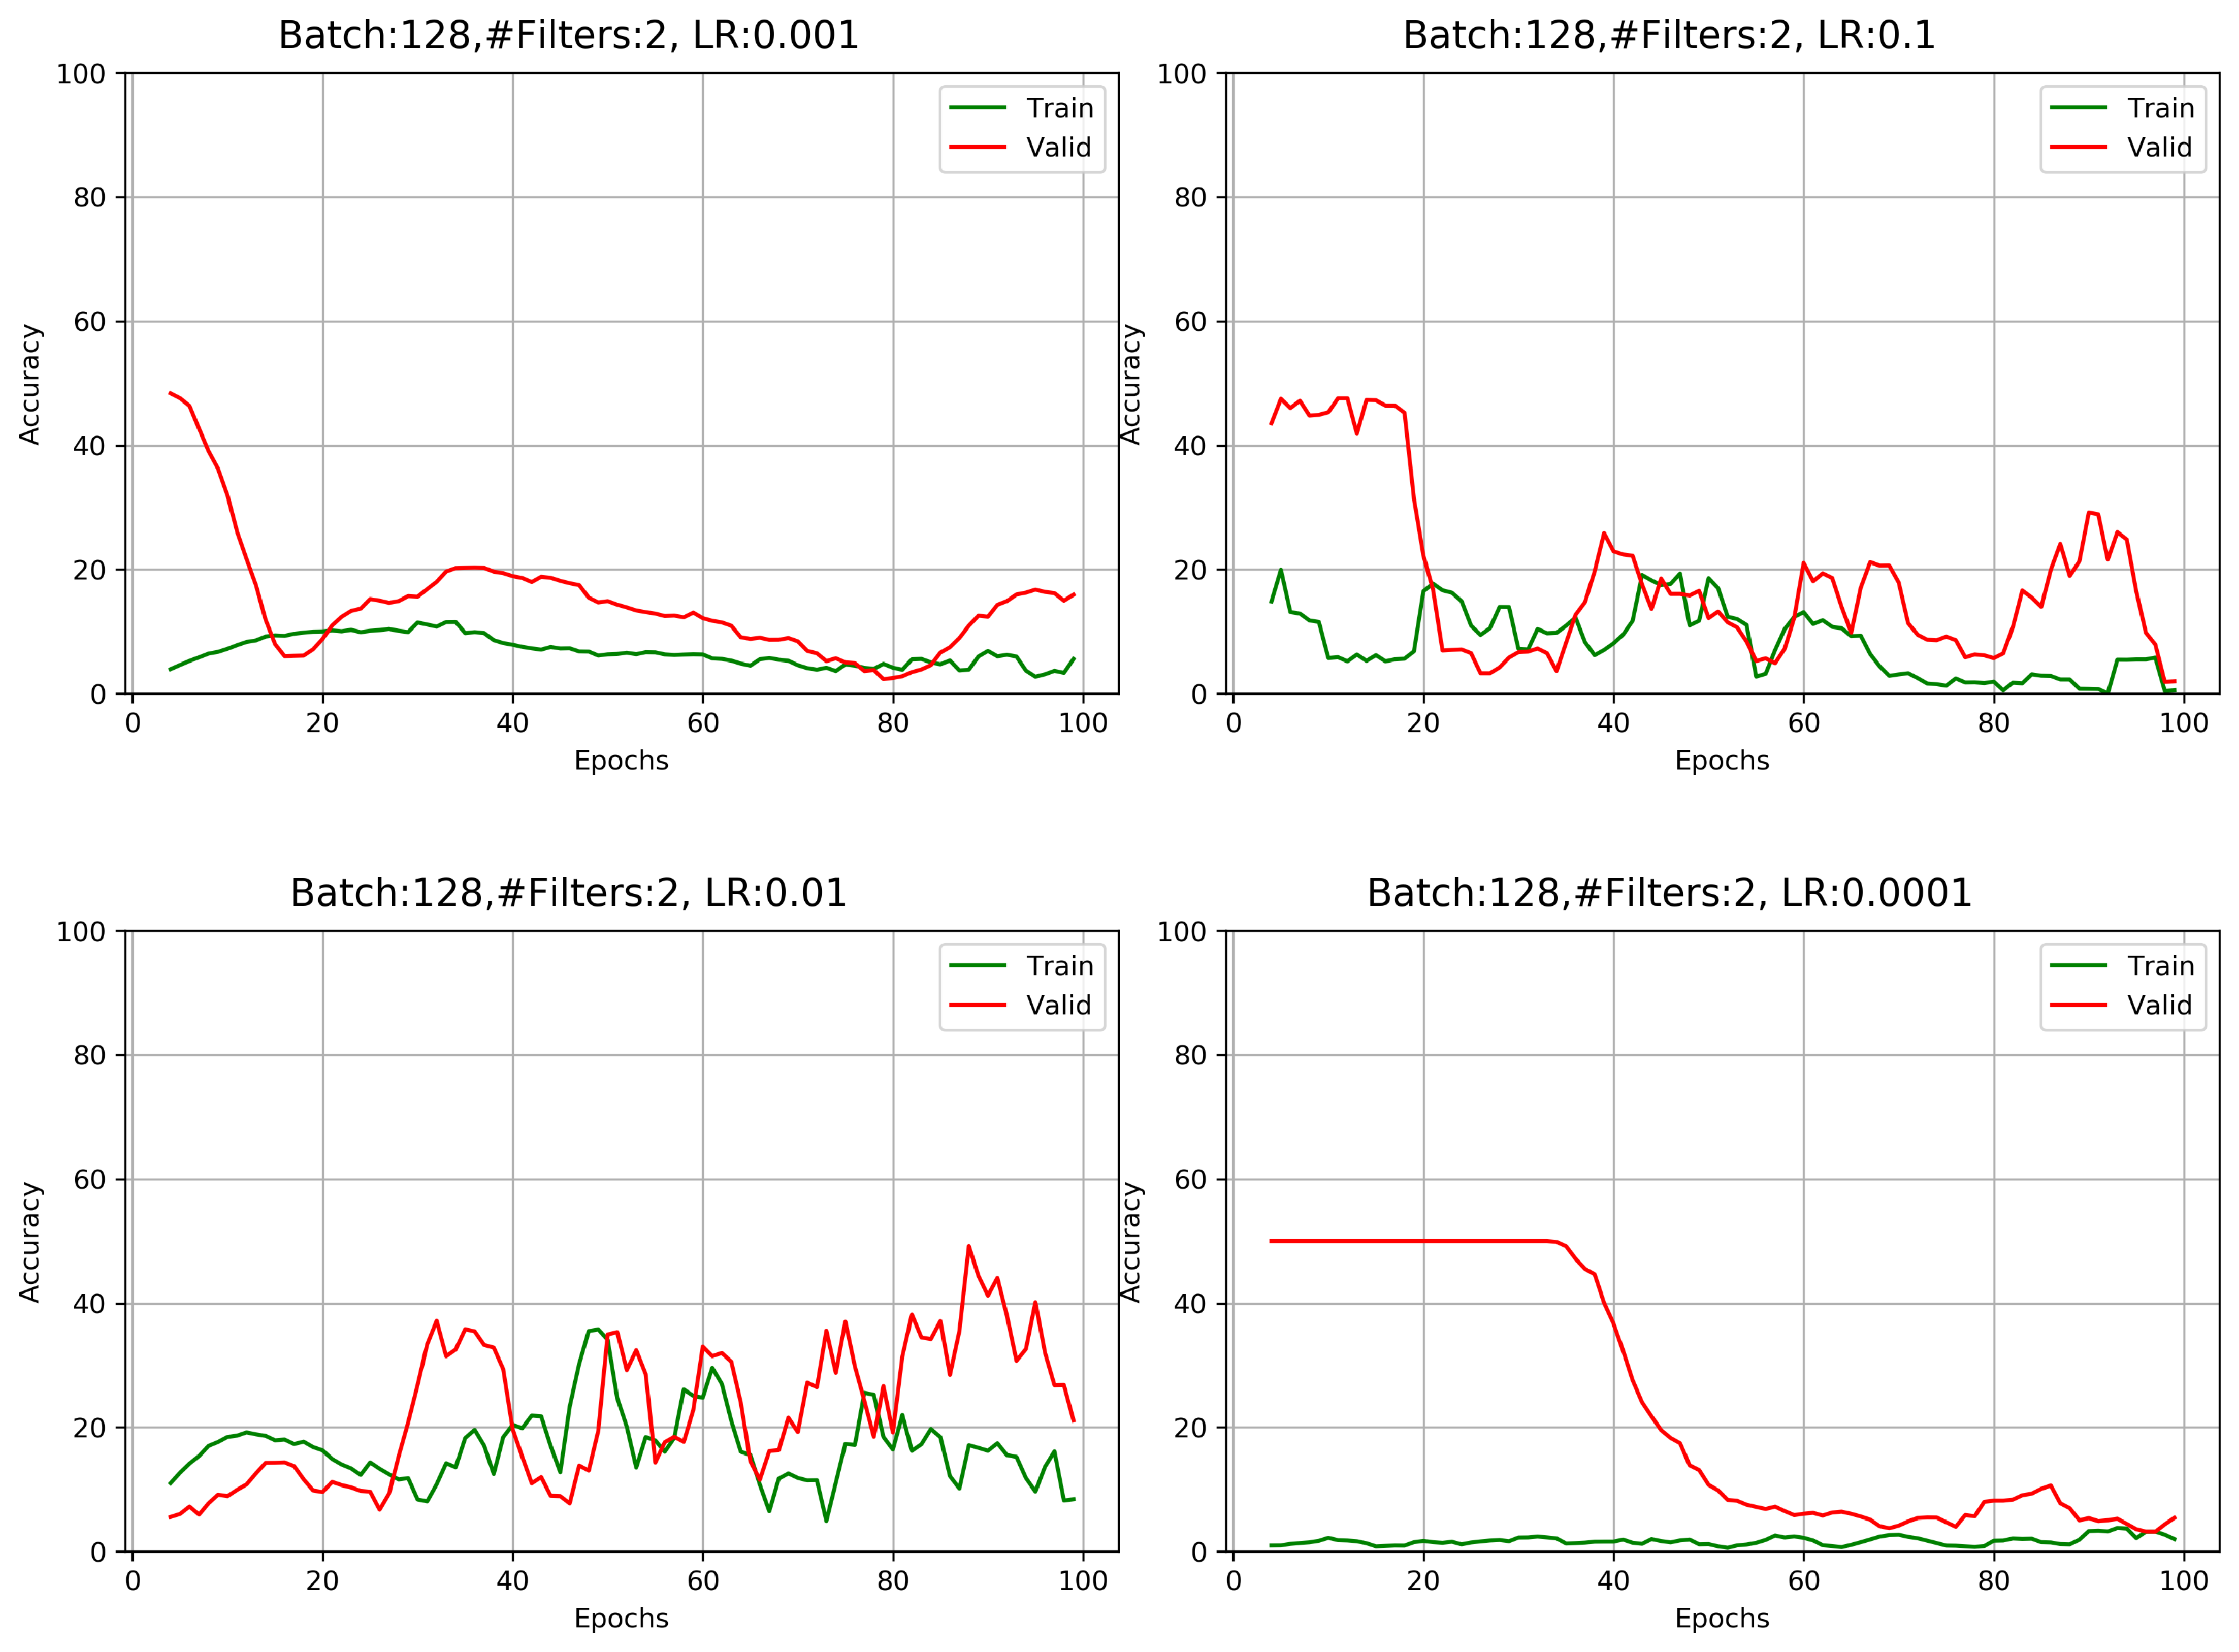 Batch:128,#Filters:2, LR:0.001
100
80
60
40
20
0
Accuracy
Train
Valid
0 20 40 60 80 100
Epochs
Batch:128,#Filters:2, LR:0.1
100
80
60
40
20
0
Accuracy
Train
Valid
0 20 40 60 80 100
Epochs
Batch:128,#Filters:2, LR:0.01
100
80
60
40
20
0
Accuracy
Train
Valid
0 20 40 60 80 100
Epochs
Batch:128,#Filters:2, LR:0.0001
100
80
60
40
20
0
Accuracy
Train
Valid
0 20 40 60 80 100
Epochs